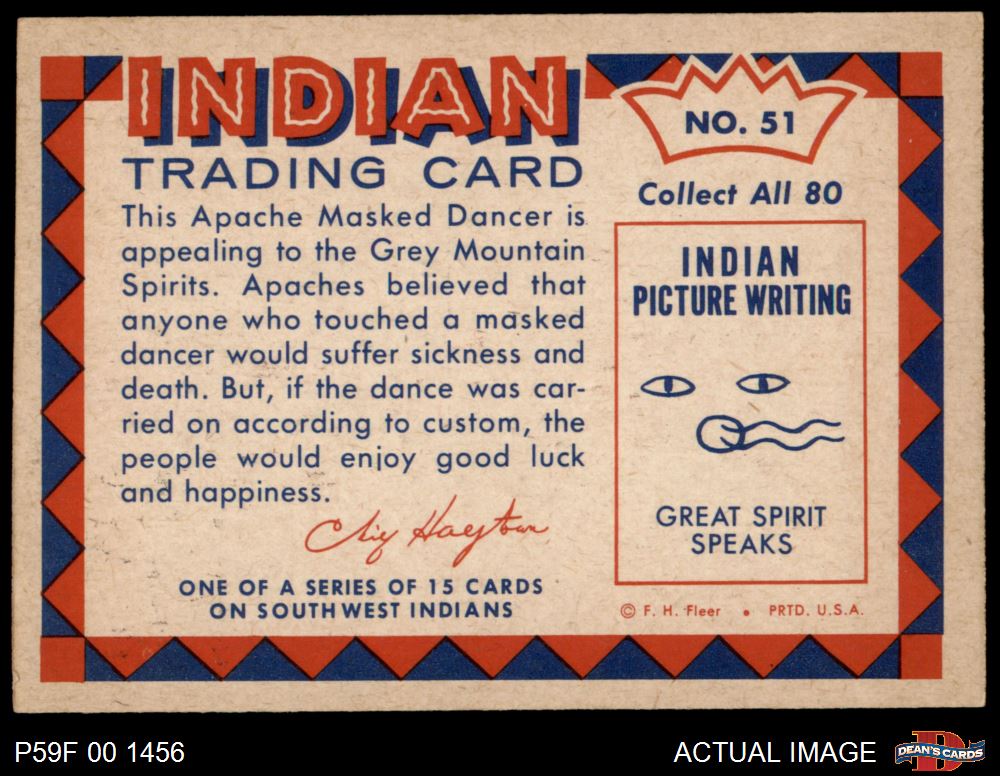 INDIAN
TRADING CARD
This Apache Masked Dancer is
appealing to the Grey Mountain
Spirits. Apaches believed that
anyone who touched a masked
dancer would suffer sickness and
death. But, if the dance was car-
ried on according to custom, the
people would enjoy good luck
and happiness.
ONE OF A SERIES OF 15 CARDS
ON SOUTHWEST INDIANS
NO. 51
Collect All 80
INDIAN
PICTURE WRITING
GREAT SPIRIT
SPEAKS
© F. H. Fleer • PRTD. U.S.A.
P59F 00 1456
ACTUAL IMAGE
DEAN'S CARDS